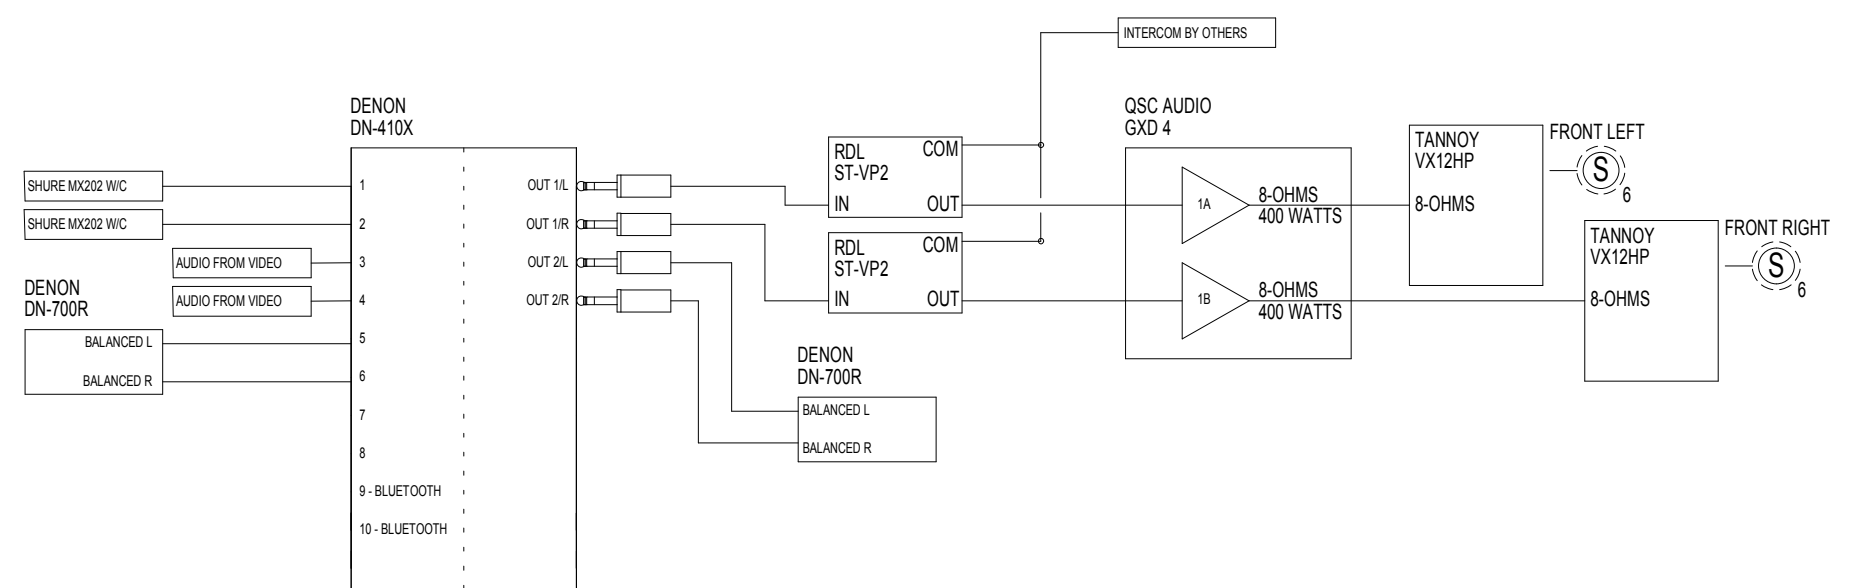 INTERCOM BY OTHERS
DENON
DN-410X
QSC AUDIO
GXD 4
SHURE MX202 W/C
SHURE MX202 W/C
AUDIO FROM VIDEO
AUDIO FROM VIDEO
DENON
DN-700R
BALANCED L
BALANCED R
1
2
3
4
5
6
7
8
9 - BLUETOOTH
10 - BLUETOOTH
OUT 1/L
OUT 1/R
OUT 2/L
OUT 2/R
RDL
ST-VP2
COM
IN
OUT
RDL
ST-VP2
COM
IN
OUT
DENON
DN-700R
BALANCED L
BALANCED R
1A
8-OHMS
400 WATTS
1B
8-OHMS
400 WATTS
TANNOY
VX12HP
8-OHMS
FRONT LEFT
S
6
TANNOY
VX12HP
8-OHMS
FRONT RIGHT
S
6